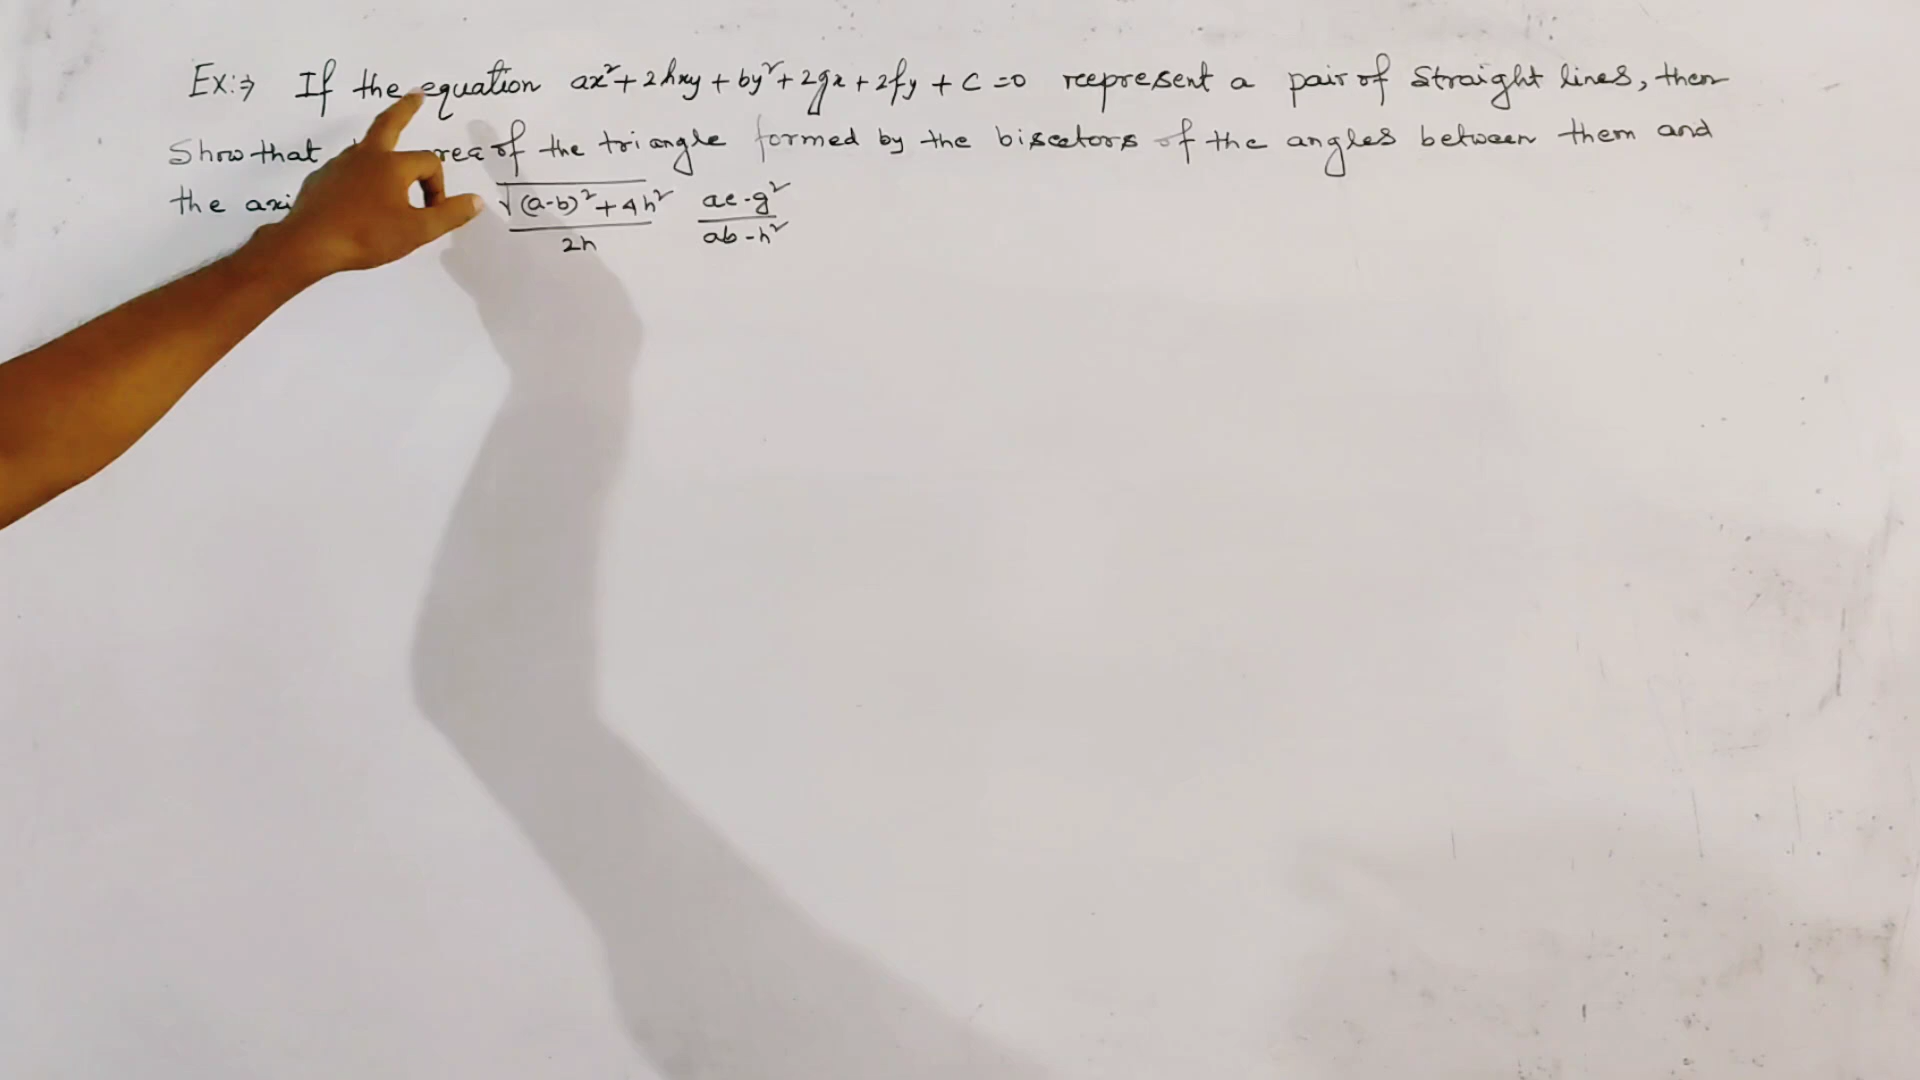 Ex:⇒ If the equation ax²+2hxy+by²+2gx+2fy+c=0 represent a pair of straight lines, then
Show that of the triangle formed by the bisectors of the angles between them and
the √(a-b)²+4h² / 2h ac-g² / ab-h²